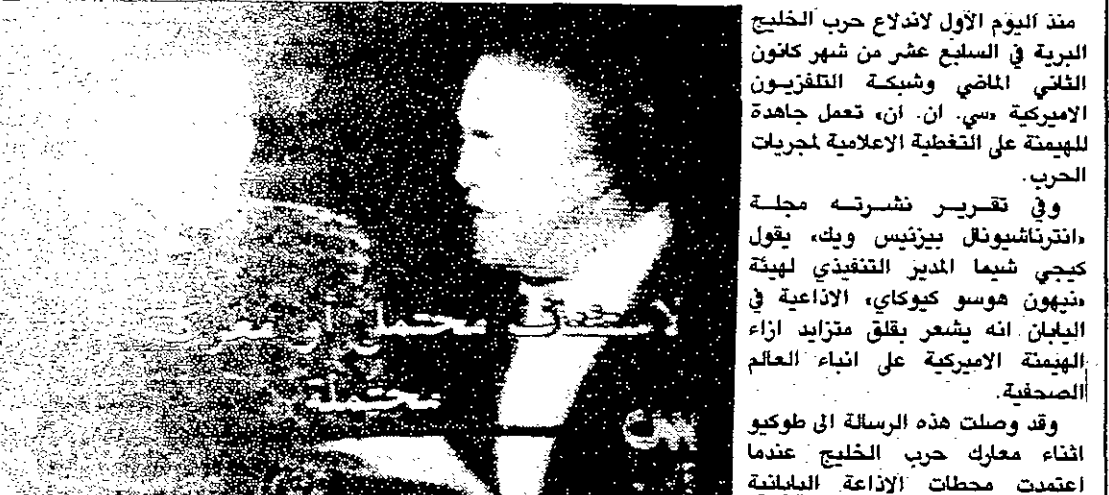 منذ اليوم الأول لاندلاع حرب الخليج
البرية في السابع عشر من شهر كانون
الثاني الماضي وشبكة التلفزيون
الاميركية «سي. ان. ان» تعمل جاهدة
للهيمنة على التغطية الاعلامية لمجريات
الحرب.
وفي تقرير نشرته مجلة
«انترناشيونال بيزنيس ويك» يقول
كيجي شيما المدير التنفيذي لهيئة
«نيهون هوسو كيوكاي» الاذاعية في
اليابان انه يشعر بقلق متزايد ازاء
الهيمنة الاميركية على انباء العالم
الصحفية.
وقد وصلت هذه الرسالة الى طوكيو
اثناء معارك حرب الخليج عندما
اعتمدت محطات الاذاعة اليابانية
CNN